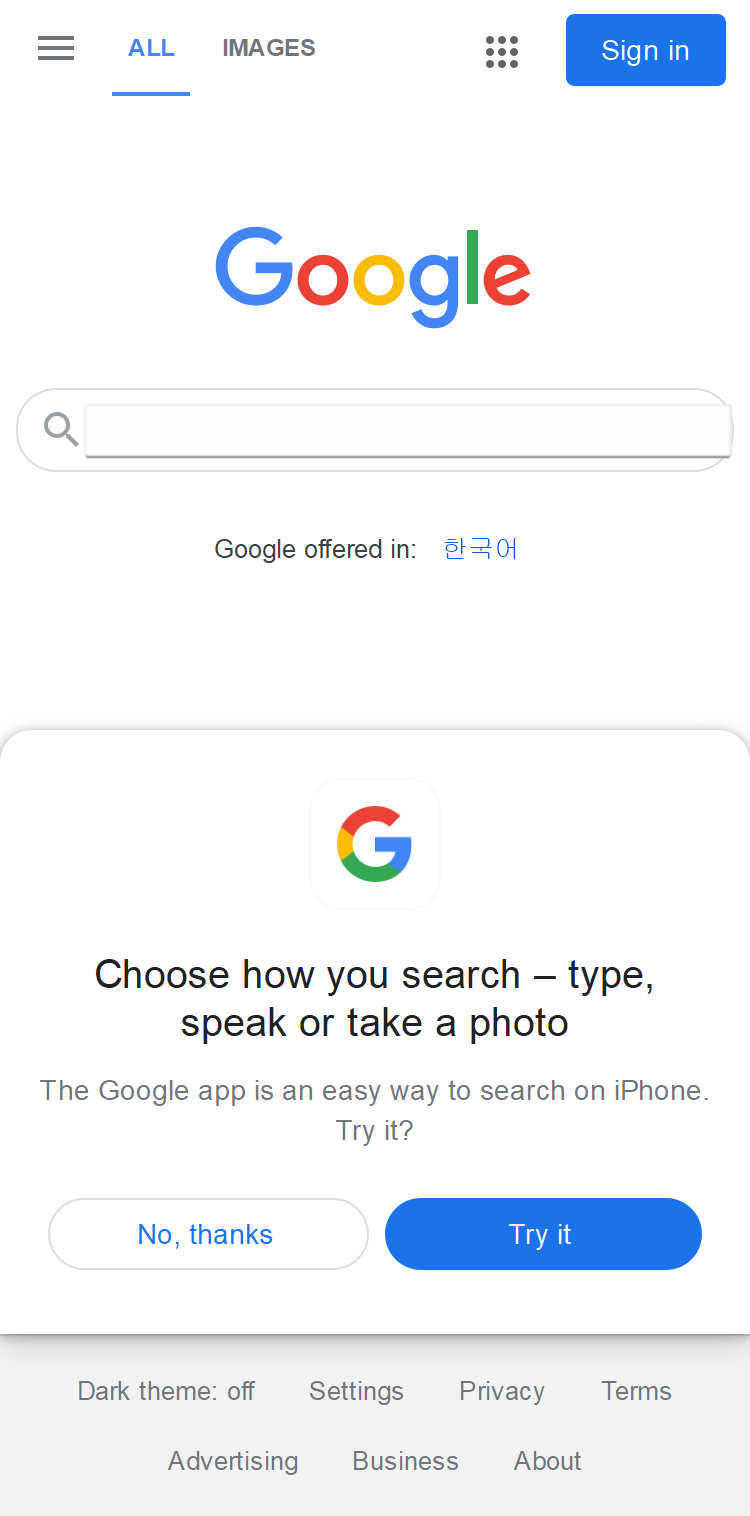 ALL IMAGES Sign in
Google
Google offered in: 한국어
Choose how you search – type,
speak or take a photo
The Google app is an easy way to search on iPhone.
Try it?
No, thanks Try it
Dark theme: off Settings Privacy Terms
Advertising Business About